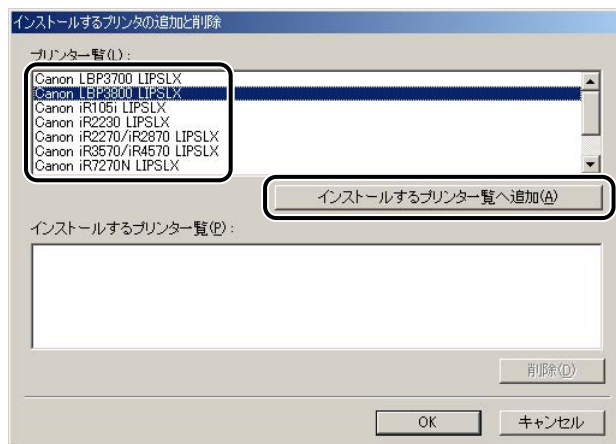 インストールするプリンタの追加と削除
プリンター覧(L):
Canon LBP3700 LIPSLX
Canon LBP3800 LIPSLX
Canon iR105i LIPSLX
Canon iR2230 LIPSLX
Canon iR2270/iR2870 LIPSLX
Canon iR3570/iR4570 LIPSLX
Canon iR7270N LIPSLX
インストールするプリンター覧へ追加(A)
インストールするプリンター覧(P):
削除(D)
OK
キャンセル